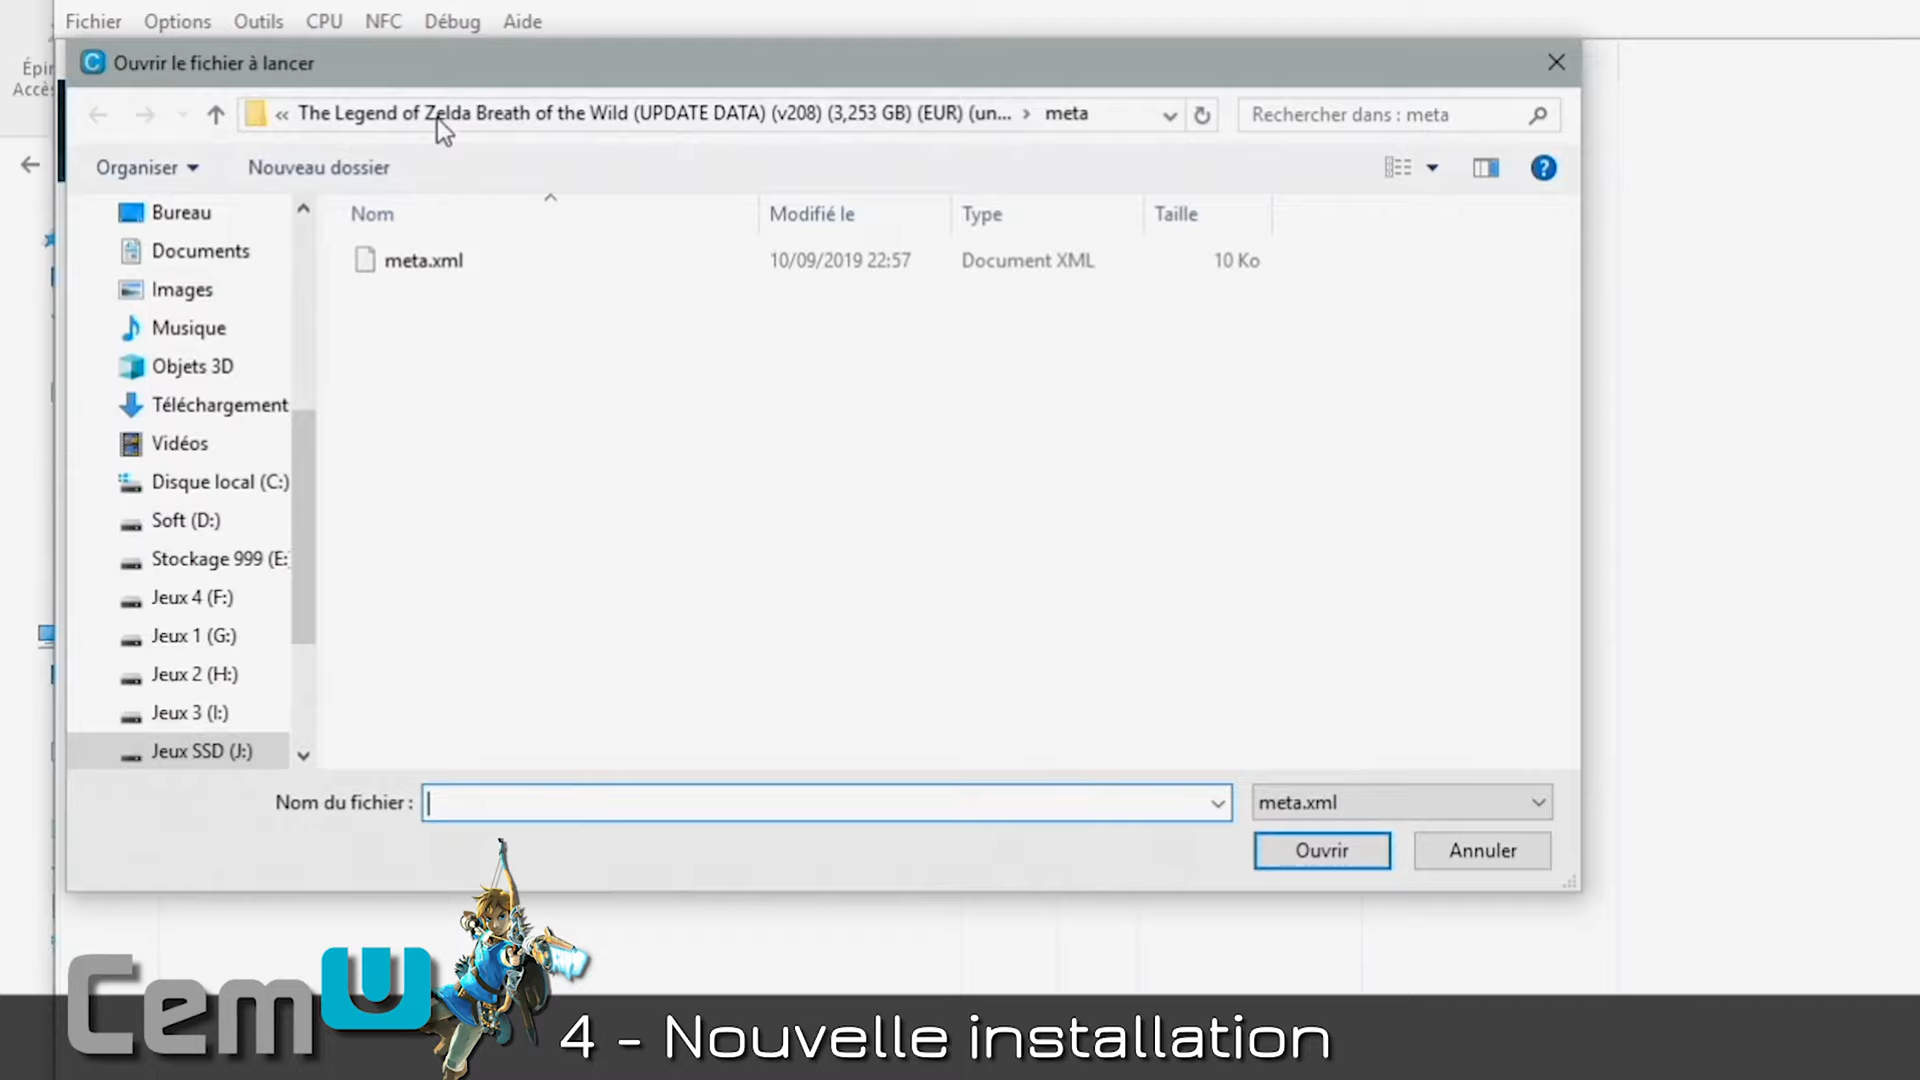 Fichier Options Outils CPU NFC Débug Aide
Épin
Accès
Ouvrir le fichier à lancer
« The Legend of Zelda Breath of the Wild (UPDATE DATA) (v208) (3,253 GB) (EUR) (un... > meta
Rechercher dans : meta
Organiser
Nouveau dossier
Nom
Modifié le
Type
Taille
meta.xml
10/09/2019 22:57
Document XML
10 Ko
Bureau
Documents
Images
Musique
Objets 3D
Téléchargement
Vidéos
Disque local (C:)
Soft (D:)
Stockage 999 (E:
Jeux 4 (F:)
Jeux 1 (G:)
Jeux 2 (H:)
Jeux 3 (I:)
Jeux SSD (J:)
Nom du fichier :
meta.xml
Ouvrir
Annuler
CemU
4 - Nouvelle installation